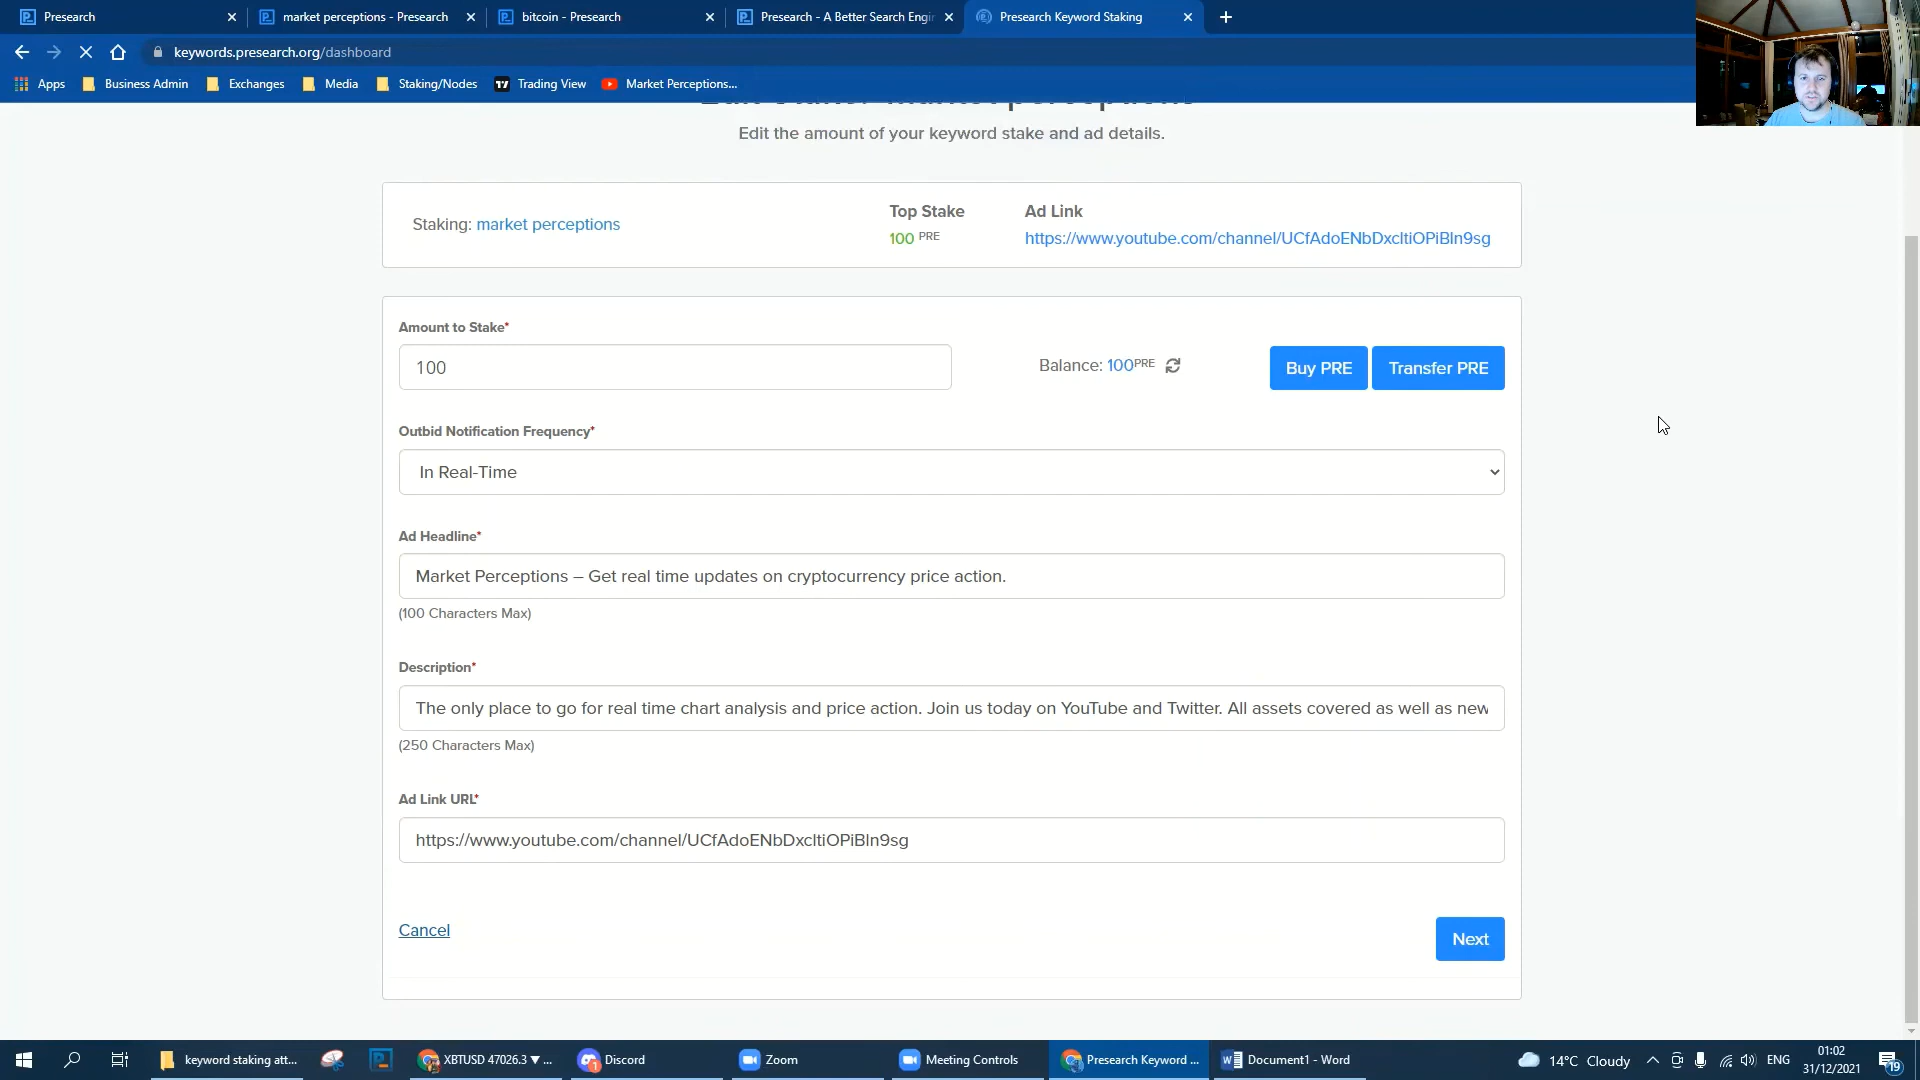 Presearch
market perceptions - Presearch
bitcoin - Presearch
Presearch - A Better Search Engin
Presearch Keyword Staking
keywords.presearch.org/dashboard
Apps
Business Admin
Exchanges
Media
Staking/Nodes
Trading View
Market Perceptions...
Edit the amount of your keyword stake and ad details.
Staking: market perceptions
Top Stake
100 PRE
Ad Link
https://www.youtube.com/channel/UCfAdoENbDxcltiOPiBln9sg
Amount to Stake*
100
Balance: 100PRE
Buy PRE
Transfer PRE
Outbid Notification Frequency*
In Real-Time
Ad Headline*
Market Perceptions – Get real time updates on cryptocurrency price action.
(100 Characters Max)
Description*
The only place to go for real time chart analysis and price action. Join us today on YouTube and Twitter. All assets covered as well as new
(250 Characters Max)
Ad Link URL*
https://www.youtube.com/channel/UCfAdoENbDxcltiOPiBln9sg
Cancel
Next
keyword staking att...
XBTUSD 47026.3 ▼ ...
Discord
Zoom
Meeting Controls
Presearch Keyword ...
Document1 - Word
14°C Cloudy
ENG
01:02
31/12/2021
19